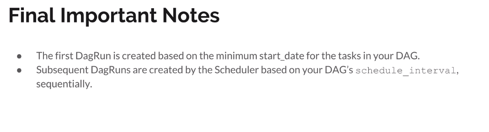 Final Important Notes
● The first DagRun is created based on the minimum start_date for the tasks in your DAG.
● Subsequent DagRuns are created by the Scheduler based on your DAG's schedule_interval,
sequentially.